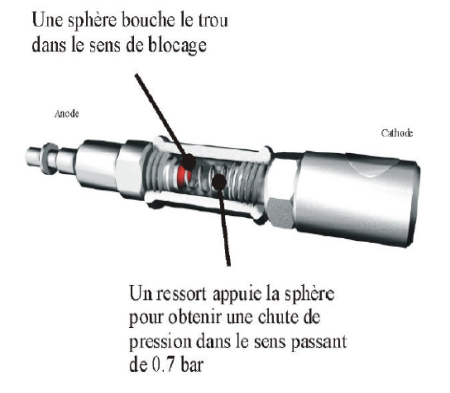 Une sphère bouche le trou
dans le sens de blocage
Anode
Cathode
Un ressort appuie la sphère
pour obtenir une chute de
pression dans le sens passant
de 0.7 bar